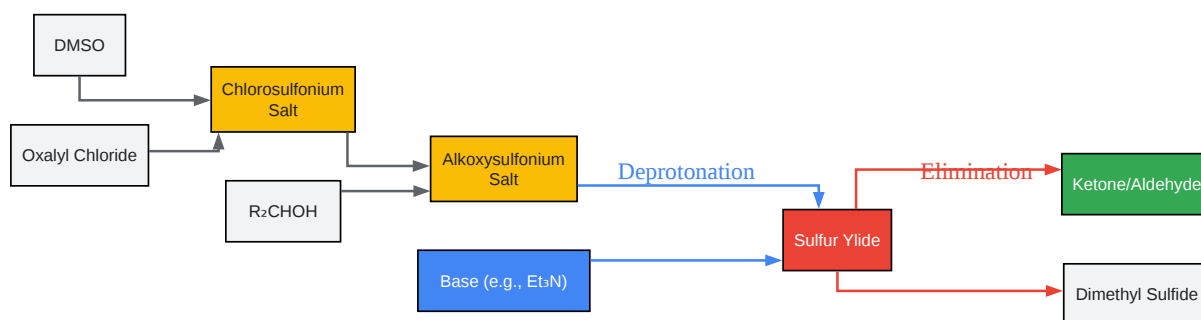 DMSO
Chlorosulfonium
Salt
Oxalyl Chloride
Alkoxysulfonium
Salt
R₂CHOH
Deprotonation
Elimination
Ketone/Aldehyde
Sulfur Ylide
Base (e.g., Et₃N)
Dimethyl Sulfide